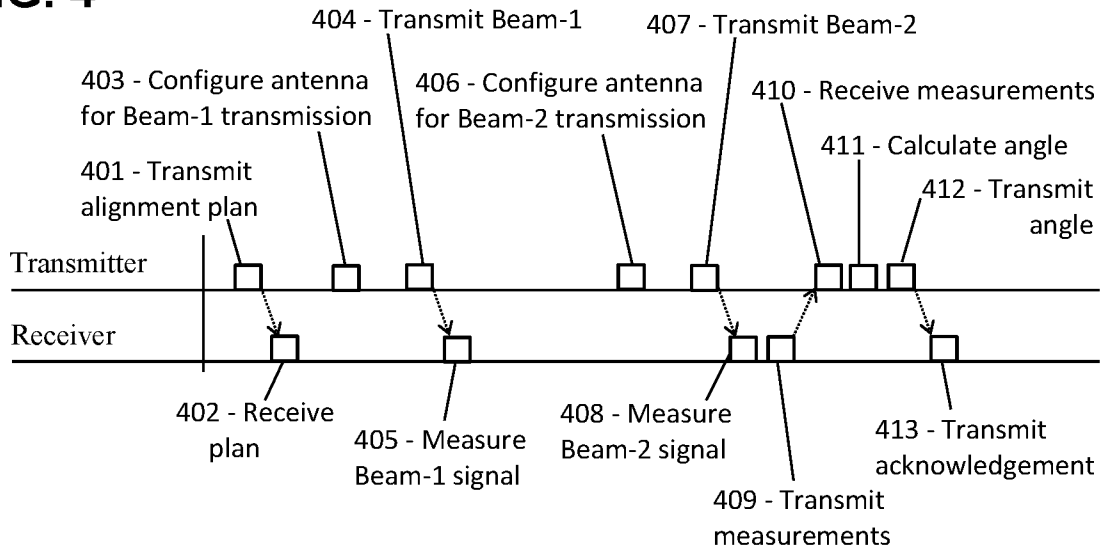 404 - Transmit Beam-1
407 - Transmit Beam-2
403 - Configure antenna
for Beam-1 transmission
406 - Configure antenna
for Beam-2 transmission
410 - Receive measurements
411 - Calculate angle
401 - Transmit
alignment plan
412 - Transmit
angle
Transmitter
Receiver
402 - Receive
plan
405 - Measure
Beam-1 signal
408 - Measure
Beam-2 signal
413 - Transmit
acknowledgement
409 - Transmit
measurements